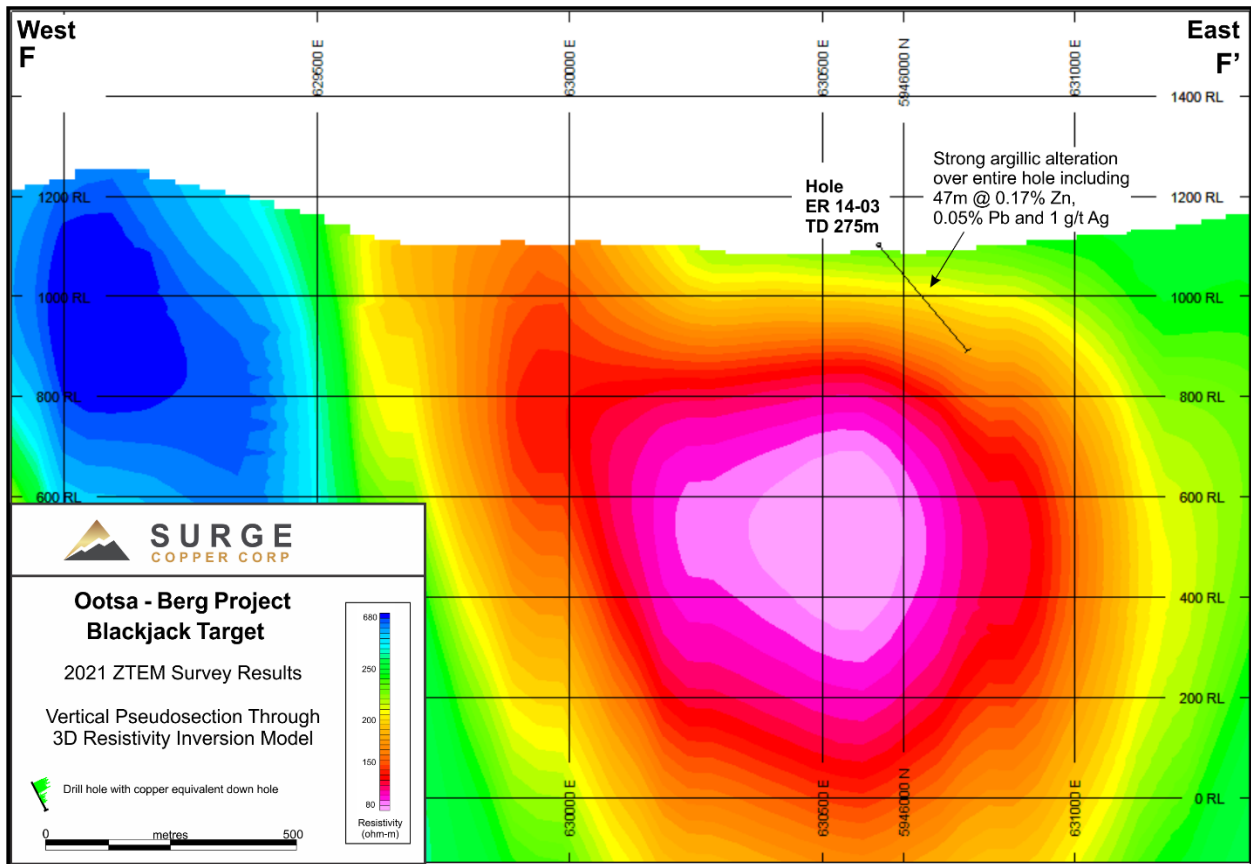 West
F
East
F'
629500 E
630000 E
630500 E
5946000 N
631000 E
1400 RL
1200 RL
1200 RL
1000 RL
1000 RL
800 RL
800 RL
600 RL
600 RL
400 RL
200 RL
0 RL
Hole
ER 14-03
TD 275m
Strong argillic alteration
over entire hole including
47m @ 0.17% Zn,
0.05% Pb and 1 g/t Ag
SURGE
COPPER CORP
Ootsa - Berg Project
Blackjack Target
2021 ZTEM Survey Results
Vertical Pseudosection Through
3D Resistivity Inversion Model
Drill hole with copper equivalent down hole
0 metres 500
680
250
200
150
80
Resistivity
(ohm-m)
630000 E
630500 E
5946000 N
631000 E